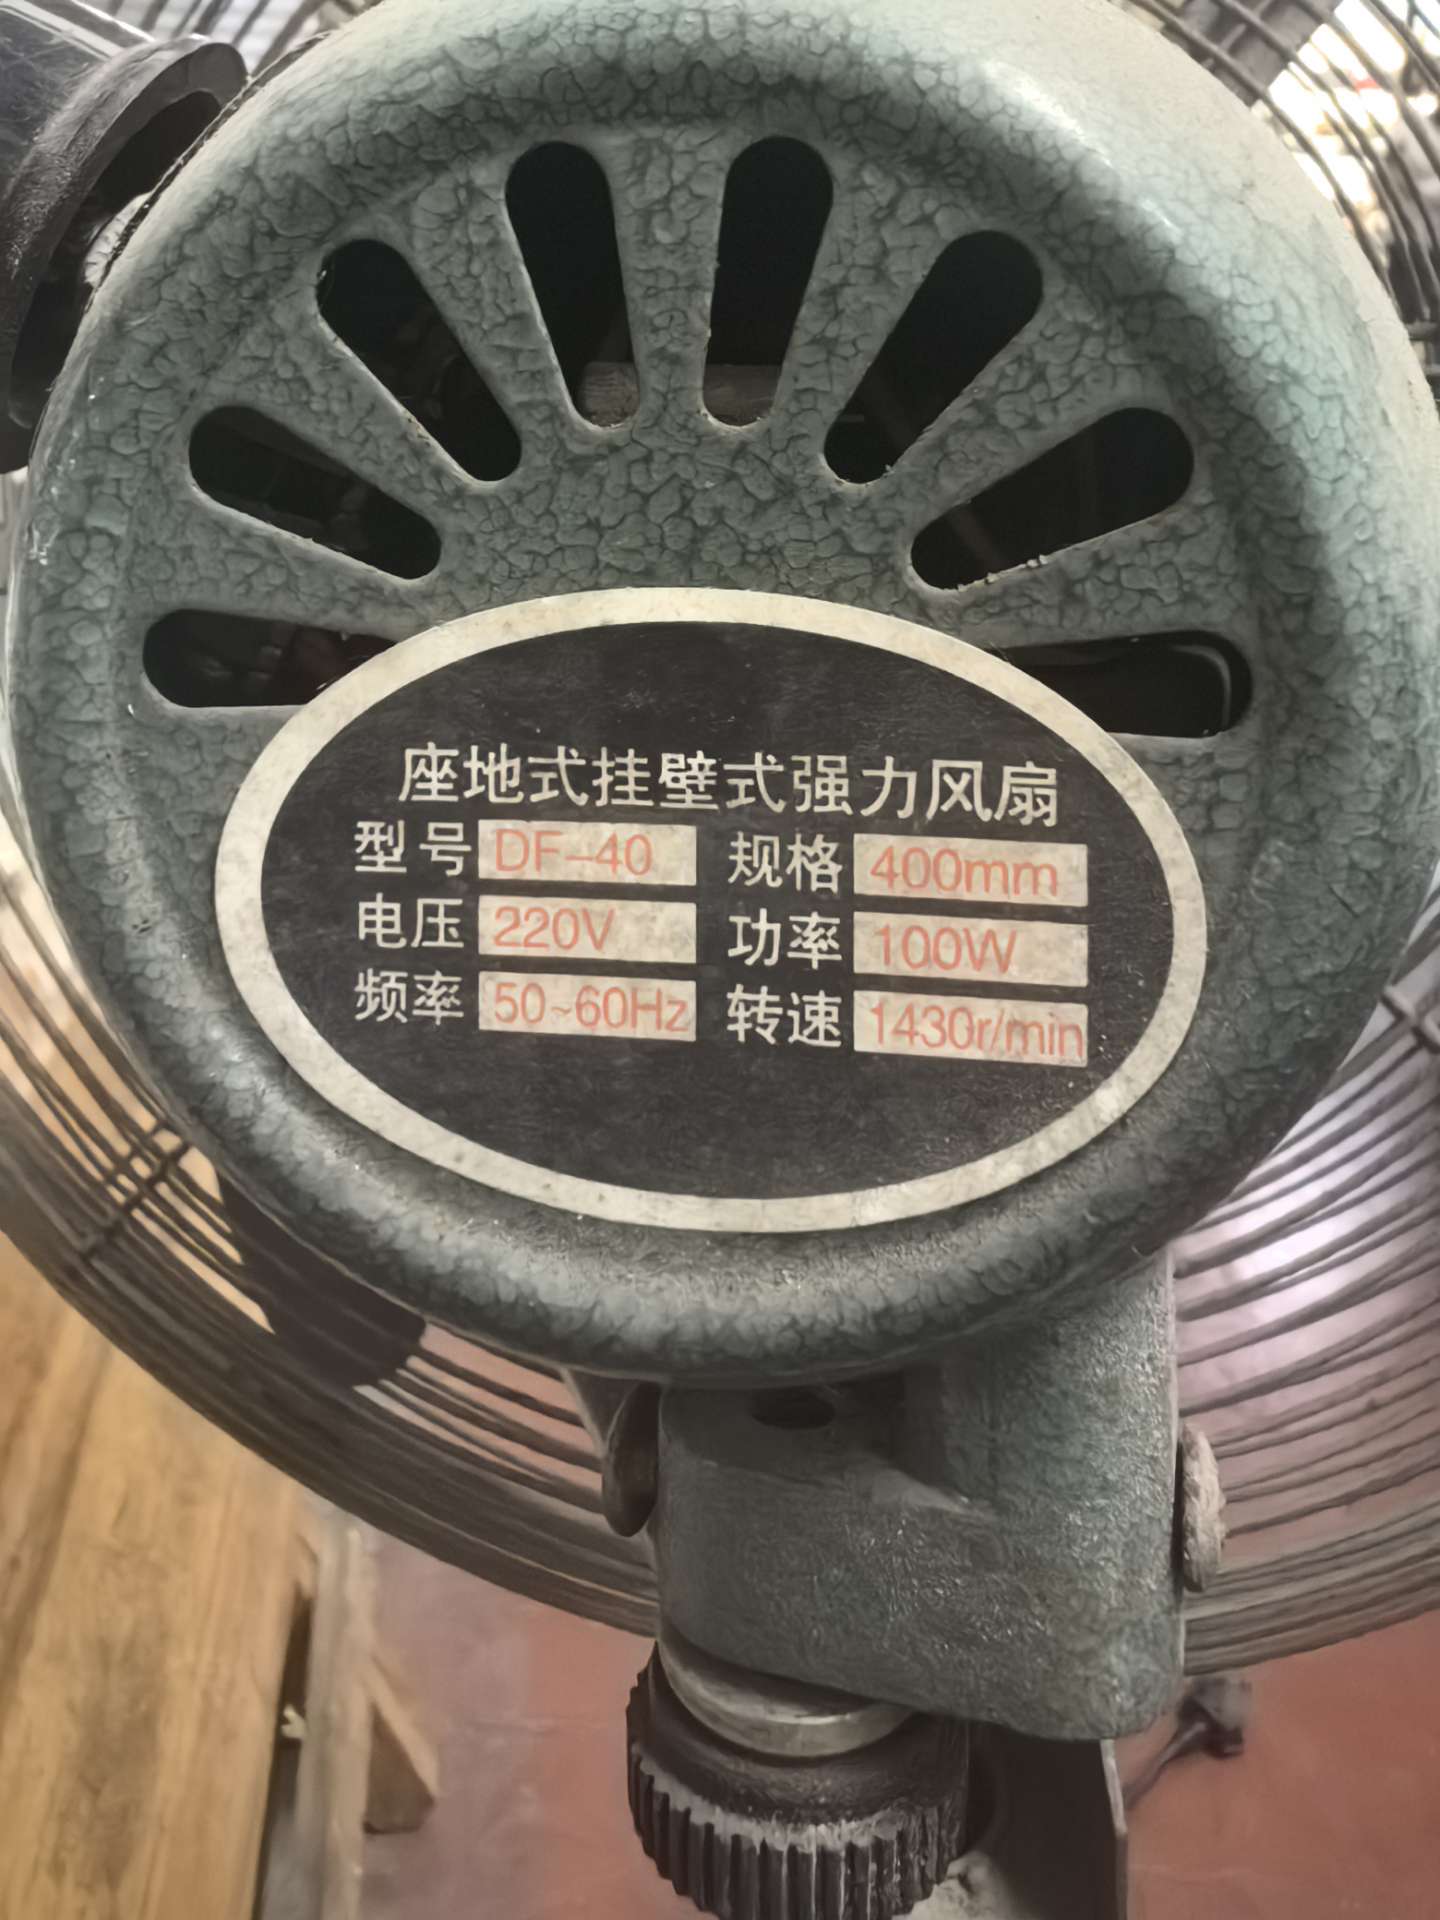 座地式挂壁式强力风扇
型号 DF-40 规格 400mm
电压 220V 功率 100W
频率 50~60Hz 转速 1430r/min